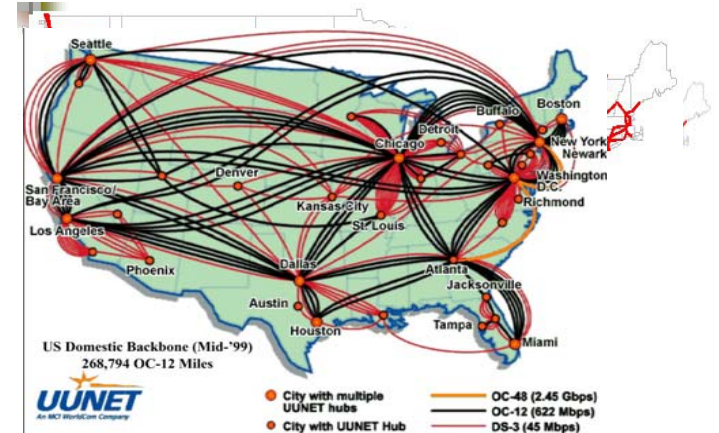 Seattle
Buffalo
Boston
Detroit
Chicago
New York
Newark
Denver
Washington
D.C.
San Francisco/
Bay Area
Kansas City
Richmond
St. Louis
Los Angeles
Phoenix
Dallas
Atlanta
Jacksonville
Austin
Houston
Tampa
Miami
US Domestic Backbone (Mid-'99)
268,794 OC-12 Miles
UUNET
An MCI WorldCom Company
City with multiple
UUNET hubs
City with UUNET Hub
OC-48 (2.45 Gbps)
OC-12 (622 Mbps)
DS-3 (45 Mbps)